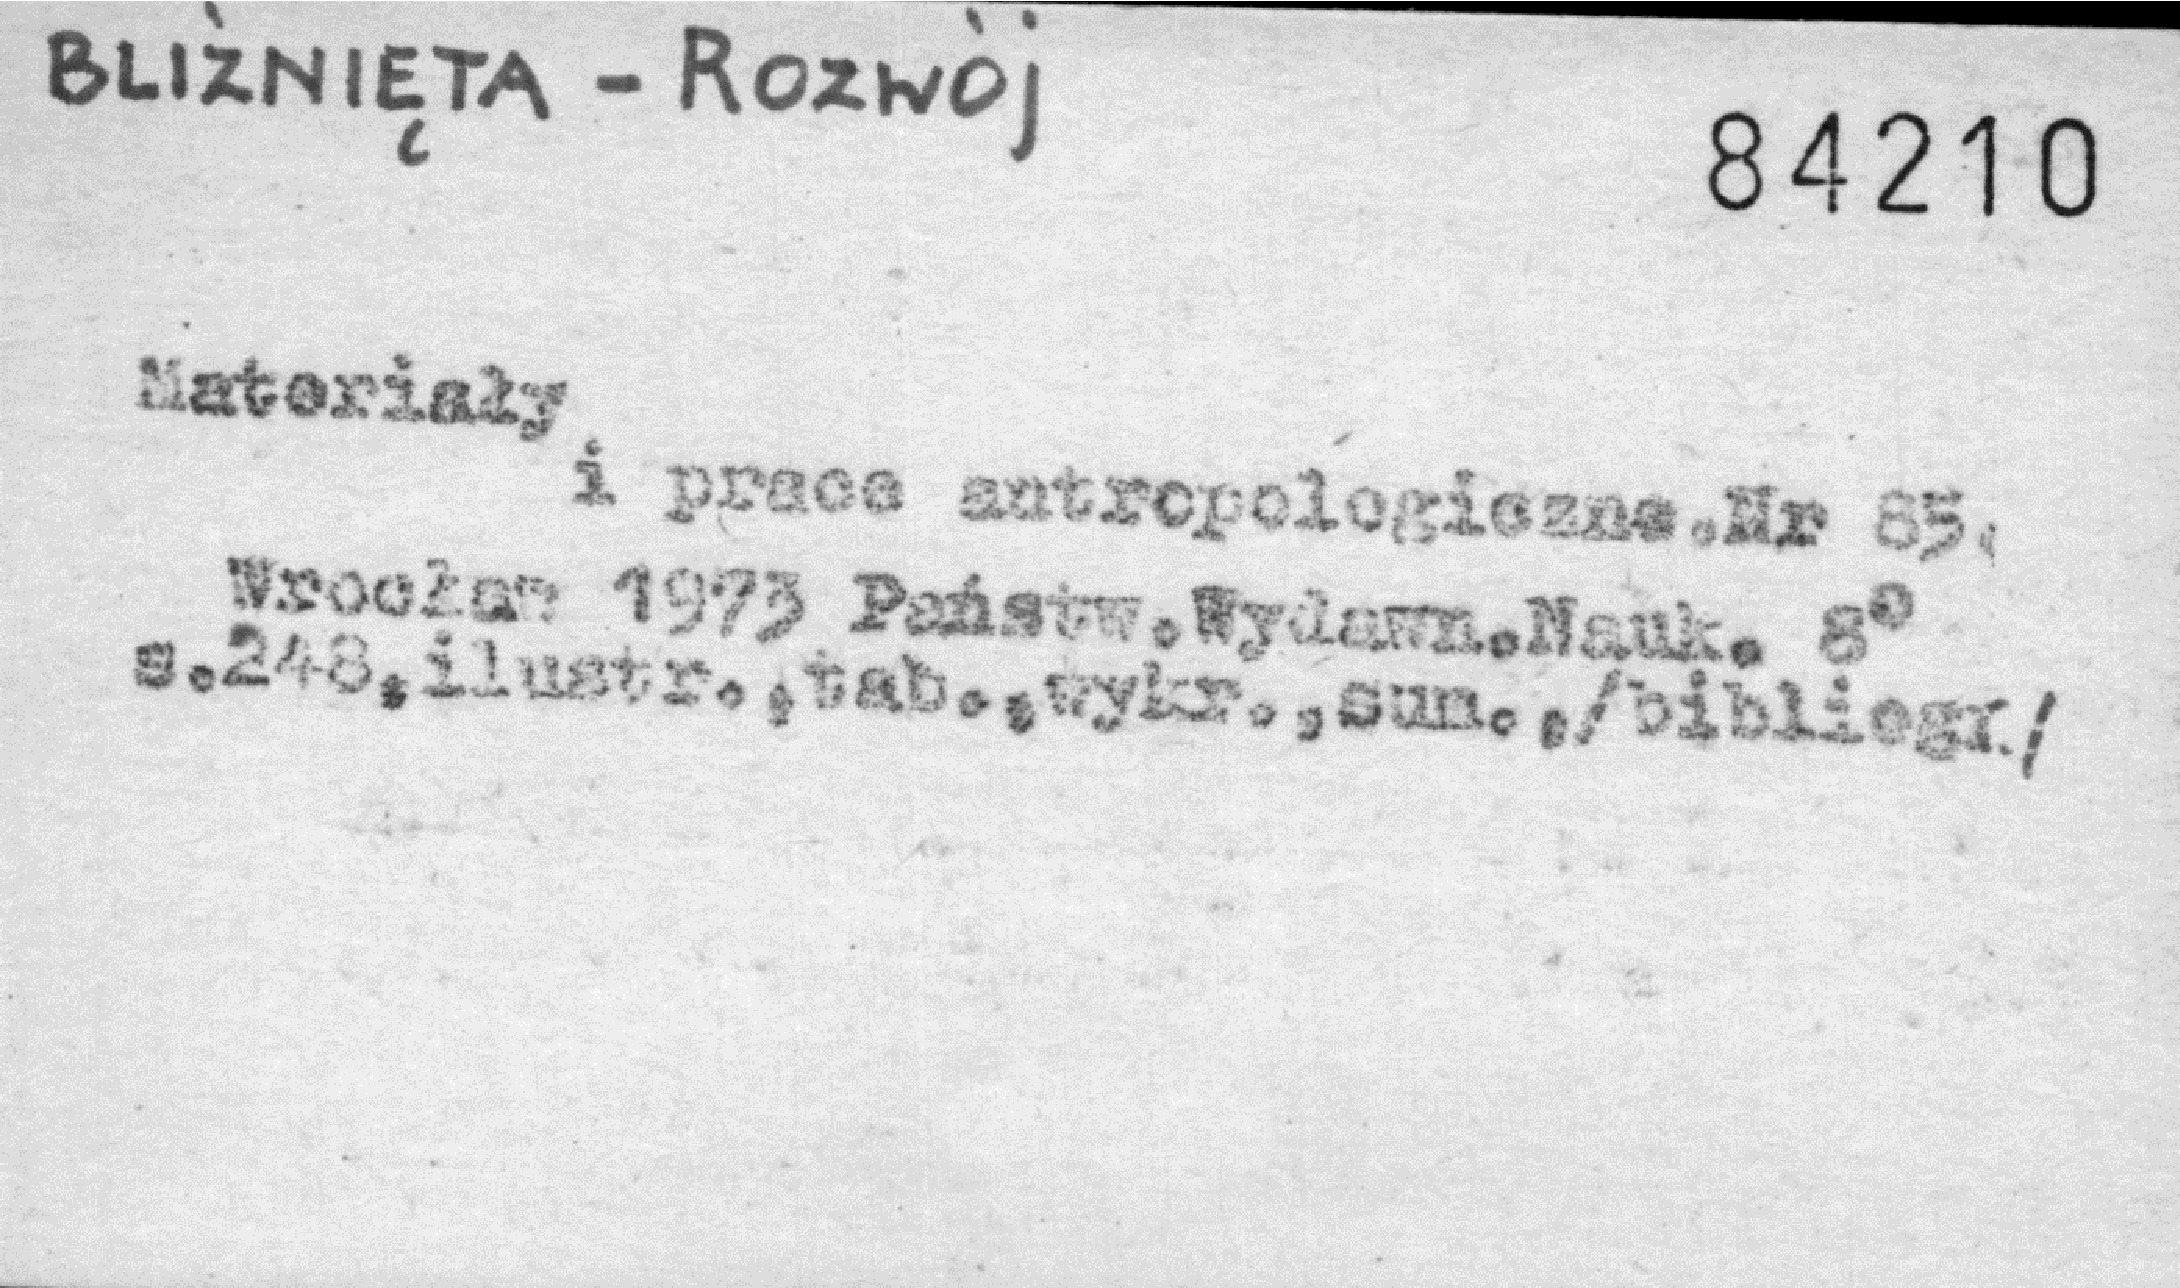 BLIŹNIĘTA - ROZWÓj
84210
Materiały
i prace antropologiczne.Nr 85.
Wrocław 1973 Państw.Wydawn.Nauk. 8°
s.248,ilustr.,tab.,wykr.,sum.,/bibliogr./